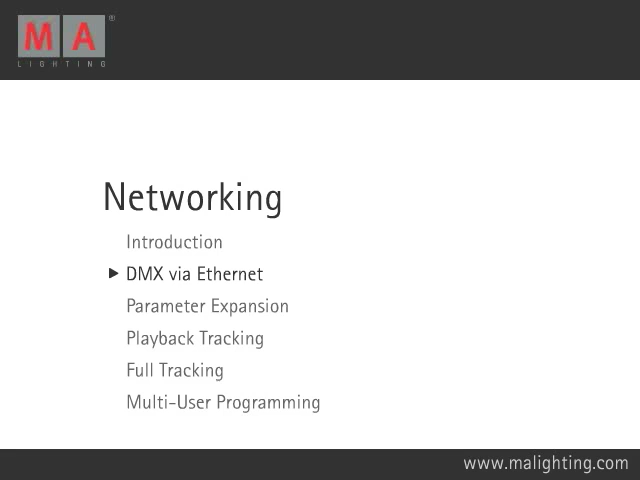 MA®
LIGHTING
Networking
Introduction
▶ DMX via Ethernet
Parameter Expansion
Playback Tracking
Full Tracking
Multi-User Programming
www.malighting.com